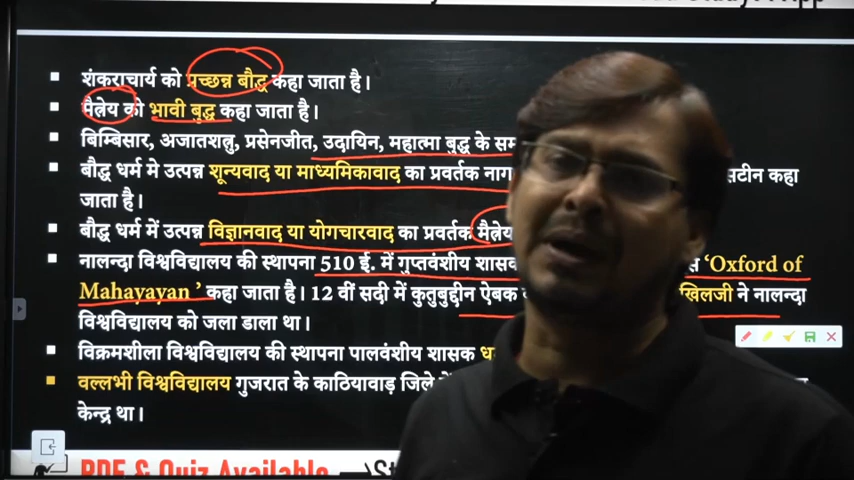 शंकराचार्य को प्रच्छन्न बौद्ध कहा जाता है।
मैत्रेय को भावी बुद्ध कहा जाता है।
बिम्बिसार, अजातशत्रु, प्रसेनजीत, उदायिन, महात्मा बुद्ध के सम
बौद्ध धर्म मे उत्पन्न शून्यवाद या माध्यमिकावाद का प्रवर्तक नाग सटीन कहा
जाता है।
बौद्ध धर्म में उत्पन्न विज्ञानवाद या योगचारवाद का प्रवर्तक मैत्रेय
नालन्दा विश्वविद्यालय की स्थापना 510 ई. में गुप्तवंशीय शासक 'Oxford of
Mahayayan ' कहा जाता है। 12 वीं सदी में कुतुबुद्दीन ऐबक खिलजी ने नालन्दा
विश्वविद्यालय को जला डाला था।
विक्रमशीला विश्वविद्यालय की स्थापना पालवंशीय शासक
वल्लभी विश्वविद्यालय गुजरात के काठियावाड़ जिले में
केन्द्र था।
PDF & Quiz Available